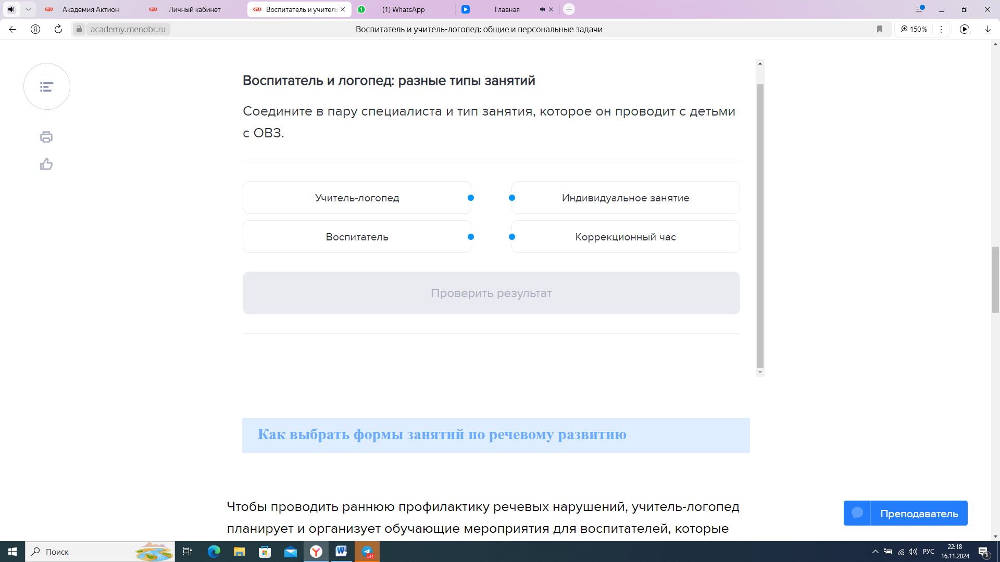 Академия Актион
Личный кабинет
Воспитатель и учитель
(1) WhatsApp
Главная
academy.menobr.ru
Воспитатель и учитель-логопед: общие и персональные задачи
150 %
Воспитатель и логопед: разные типы занятий
Соедините в пару специалиста и тип занятия, которое он проводит с детьми
с ОВЗ.
Учитель-логопед
Индивидуальное занятие
Воспитатель
Коррекционный час
Проверить результат
Как выбрать формы занятий по речевому развитию
Чтобы проводить раннюю профилактику речевых нарушений, учитель-логопед
планирует и организует обучающие мероприятия для воспитателей, которые
Преподаватель
Поиск
41
РУС
22:18
16.11.2024
1